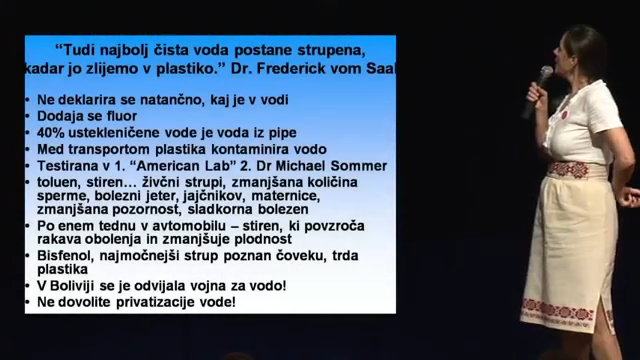 “Tudi najbolj čista voda postane strupena,
kadar jo zlijemo v plastiko.” Dr. Frederick vom Saal
• Ne deklarira se natančno, kaj je v vodi
• Dodaja se fluor
• 40% ustekleničene vode je voda iz pipe
• Med transportom plastika kontaminira vodo
• Testirana v 1. “American Lab” 2. Dr Michael Sommer
• toluen, stiren… živčni strupi, zmanjšana količina
sperme, bolezni jeter, jajčnikov, maternice,
zmanjšana pozornost, sladkorna bolezen
• Po enem tednu v avtomobilu – stiren, ki povzroča
rakava obolenja in zmanjšuje plodnost
• Bisfenol, najmočnejši strup poznan čoveku, trda
plastika
• V Boliviji se je odvijala vojna za vodo!
• Ne dovolite privatizacije vode!